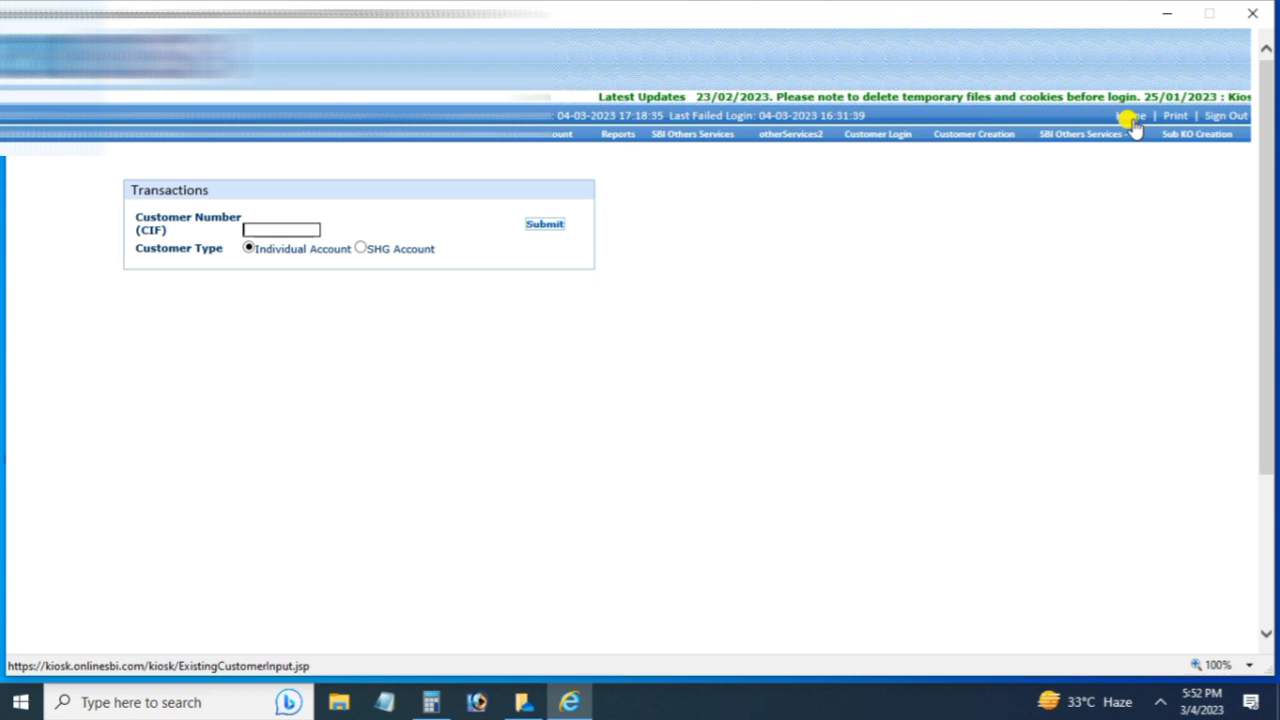 Latest Updates 23/02/2023. Please note to delete temporary files and cookies before login. 25/01/2023 : Kios
: 04-03-2023 17:18:35 Last Failed Login: 04-03-2023 16:31:39 | Print | Sign Out
ount Reports SBI Others Services otherServices2 Customer Login Customer Creation SBI Others Services - Sub KO Creation
Transactions
Customer Number
(CIF)
Submit
Customer Type Individual Account SHG Account
https://kiosk.onlinesbi.com/kiosk/ExistingCustomerInput.jsp
100%
Type here to search
33°C Haze
5:52 PM
3/4/2023